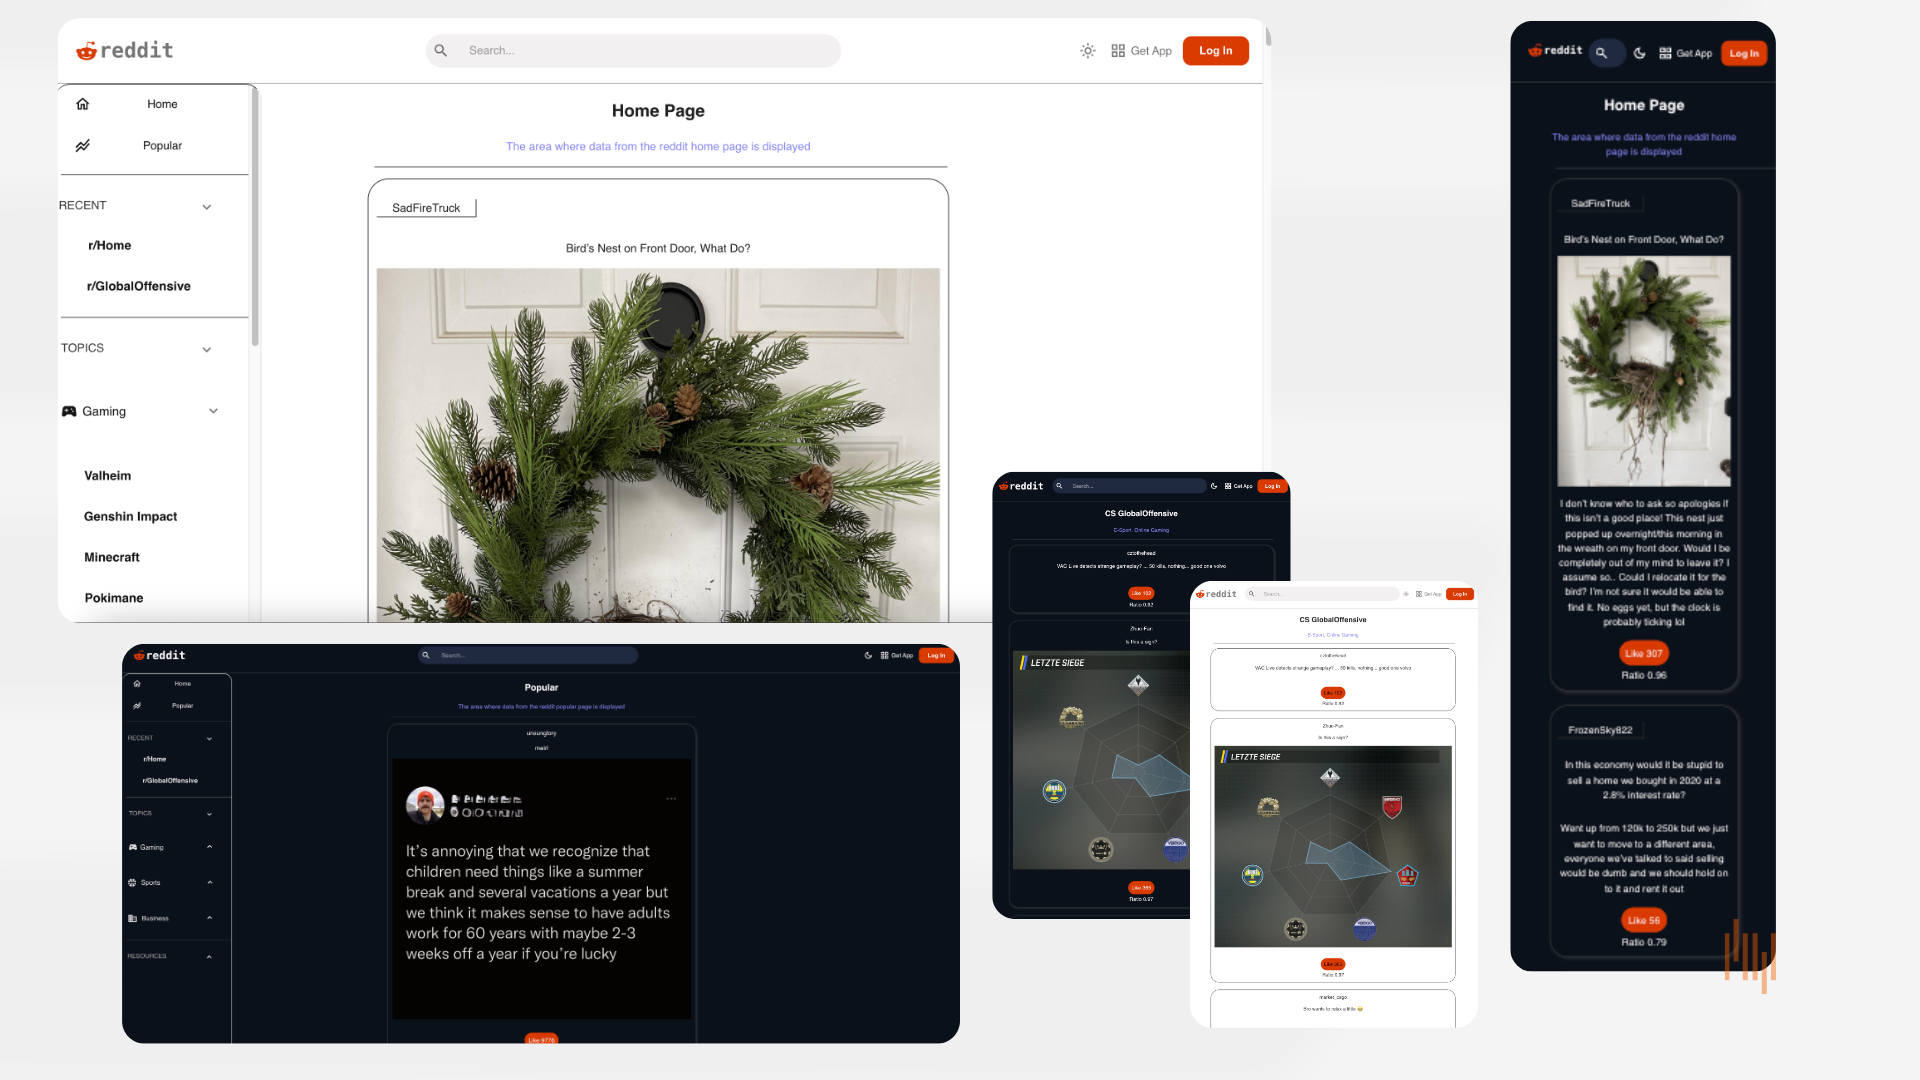 reddit
Search...
Get App
Log In
Home
Popular
RECENT
r/Home
r/GlobalOffensive
TOPICS
Gaming
Valheim
Genshin Impact
Minecraft
Pokimane
Home Page
The area where data from the reddit home page is displayed
SadFireTruck
Bird's Nest on Front Door, What Do?
reddit
Search...
Get App
Log In
Home
Popular
RECENT
r/Home
r/GlobalOffensive
TOPICS
Gaming
Sports
Business
RESOURCES
Popular
The area where data from the reddit popular page is displayed
unsunglory
meirl
It's annoying that we recognize that
children need things like a summer
break and several vacations a year but
we think it makes sense to have adults
work for 60 years with maybe 2-3
weeks off a year if you're lucky
Like 9776
reddit
Search...
Get App
Log In
CS GlobalOffensive
E-Sport, Online Gaming
VAC Live detects strange gameplay? ... 50 kills, nothing... good one volvo
Like 102
Ratio 0.92
Zhuo-Fan
Is this a sign?
LETZTE SIEGE
Like 365
Ratio 0.97
reddit
Search...
Get App
Log In
CS GlobalOffensive
E-Sport, Online Gaming
VAC Live detects strange gameplay? ... 50 kills, nothing... good one volvo
Like 102
Ratio 0.92
Zhuo-Fan
Is this a sign?
LETZTE SIEGE
Ratio 0.97
market_csgo
Bro wants to relax a little
reddit
Get App
Log In
Home Page
The area where data from the reddit home
page is displayed
SadFireTruck
Bird's Nest on Front Door, What Do?
I don't know who to ask so apologies if
this isn't a good place! This nest just
popped up overnight/this morning in
the wreath on my front door. Would I be
completely out of my mind to leave it? I
assume so.. Could I relocate it for the
bird? I'm not sure it would be able to
find it. No eggs yet, but the clock is
probably ticking lol
Like 307
Ratio 0.96
FrozenSky822
In this economy would it be stupid to
sell a home we bought in 2020 at a
2.8% interest rate?
Went up from 120k to 250k but we just
want to move to a different area,
everyone we've talked to said selling
would be dumb and we should hold on
to it and rent it out
Like 56
Ratio 0.79